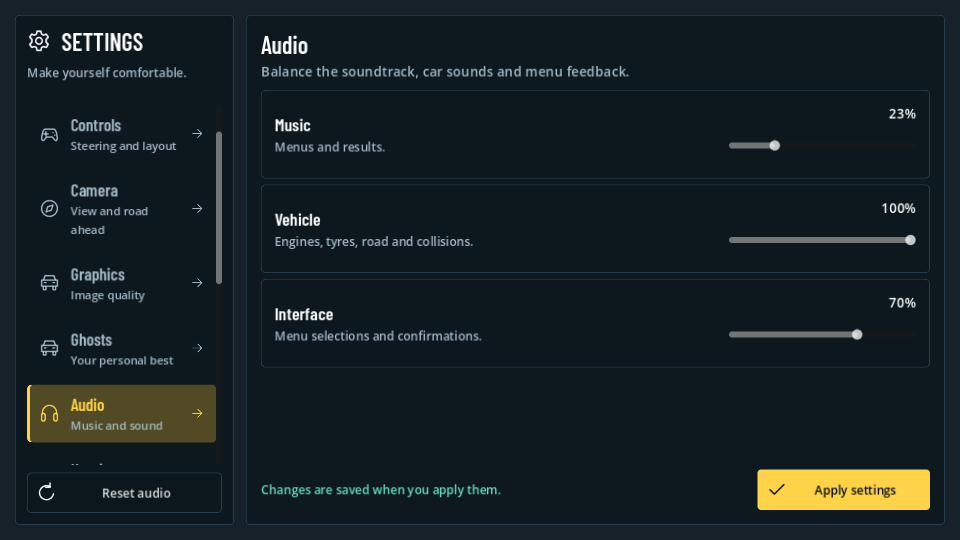 SETTINGS
Make yourself comfortable.
Controls
Steering and layout
Camera
View and road
ahead
Graphics
Image quality
Ghosts
Your personal best
Audio
Music and sound
Reset audio
Audio
Balance the soundtrack, car sounds and menu feedback.
Music
Menus and results.
23%
Vehicle
Engines, tyres, road and collisions.
100%
Interface
Menu selections and confirmations.
70%
Changes are saved when you apply them.
Apply settings